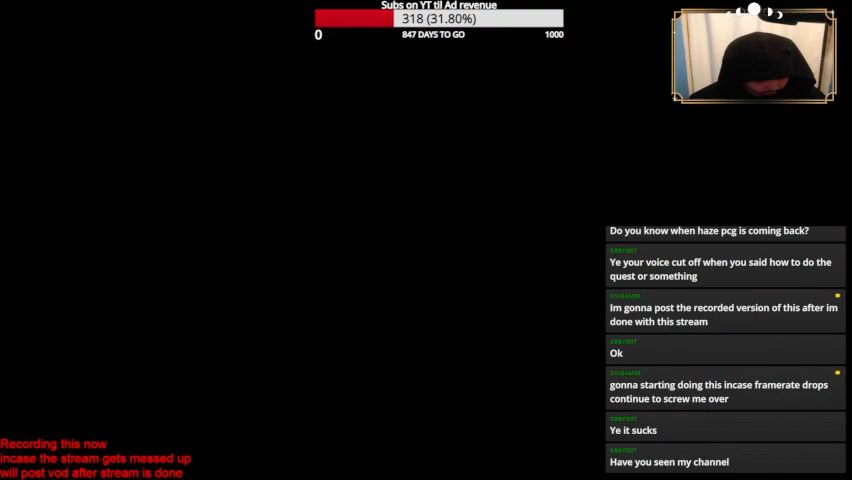 Subs on YT til Ad revenue
318 (31.80%)
0
847 DAYS TO GO
1000
Do you know when haze pcg is coming back?
OBBYIEST
Ye your voice cut off when you said how to do the
quest or something
Im gonna post the recorded version of this after im
done with this stream
OBBYIEST
Ok
gonna starting doing this incase framerate drops
continue to screw me over
OBBYIEST
Ye it sucks
OBBYIEST
Have you seen my channel
Recording this now
incase the stream gets messed up
will post vod after stream is done